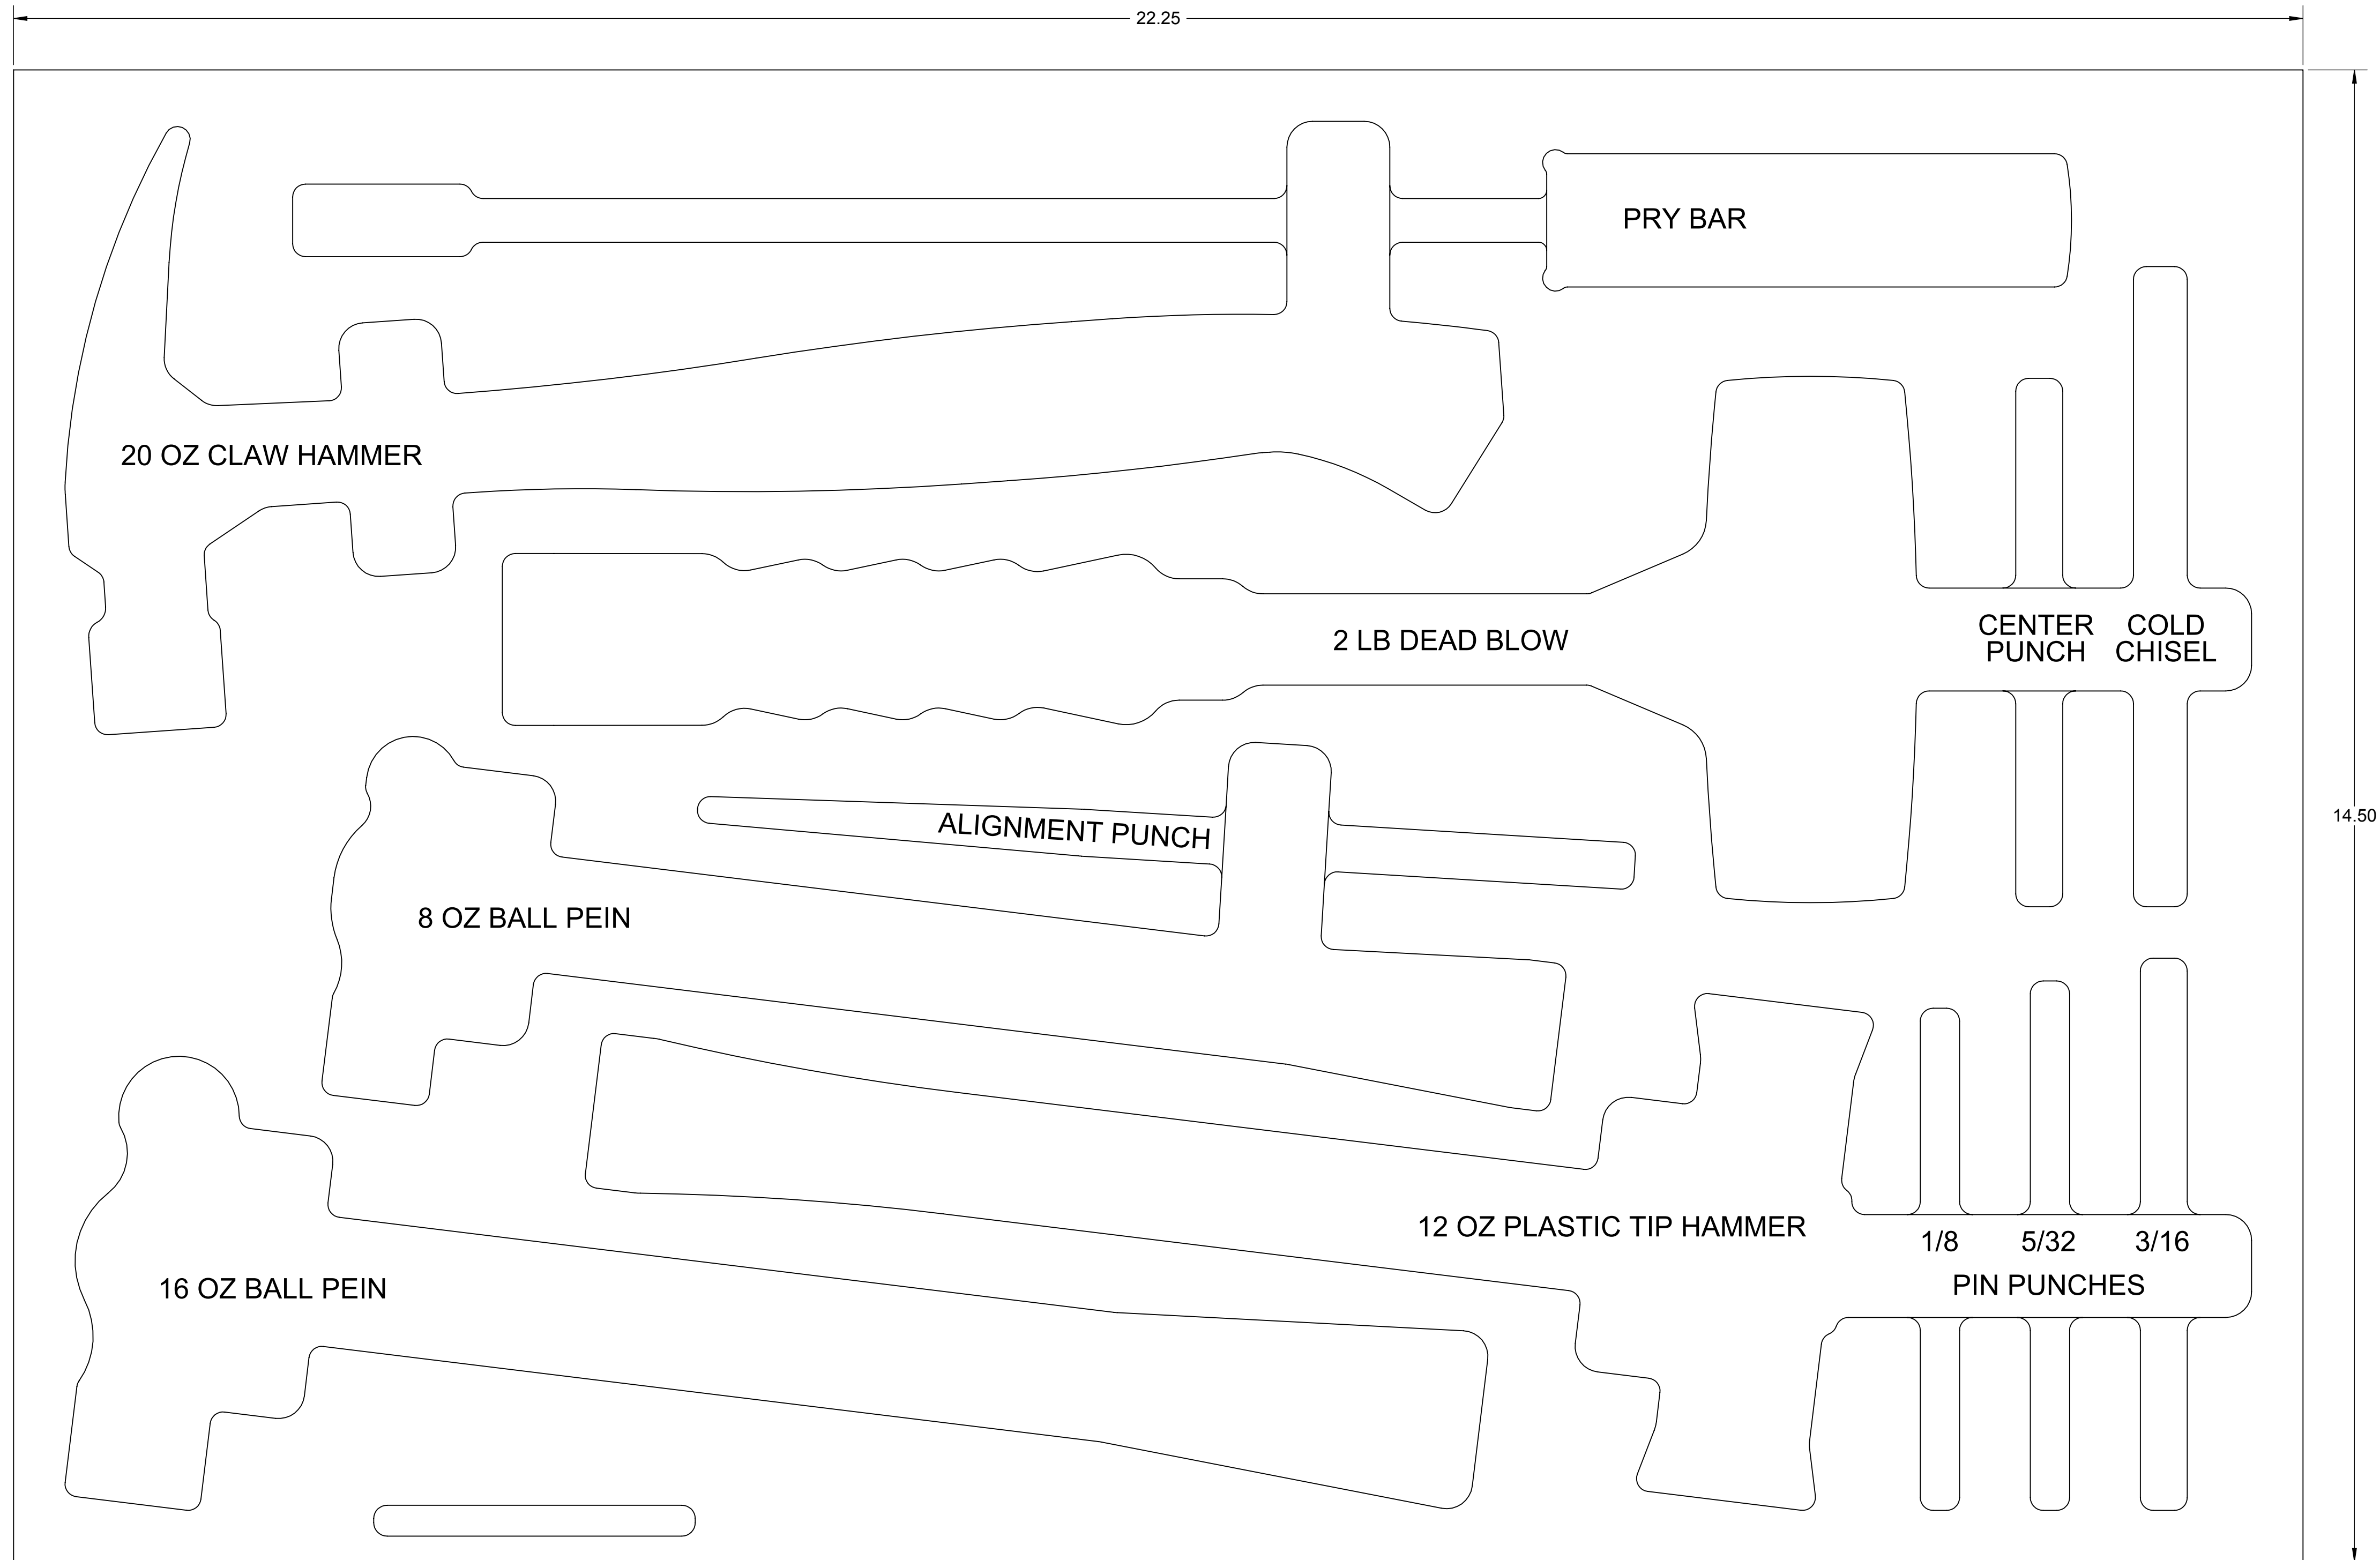 22.25
PRY BAR
20 OZ CLAW HAMMER
2 LB DEAD BLOW
CENTER
PUNCH
COLD
CHISEL
14.50
ALIGNMENT PUNCH
8 OZ BALL PEIN
12 OZ PLASTIC TIP HAMMER
1/8 5/32 3/16
PIN PUNCHES
16 OZ BALL PEIN